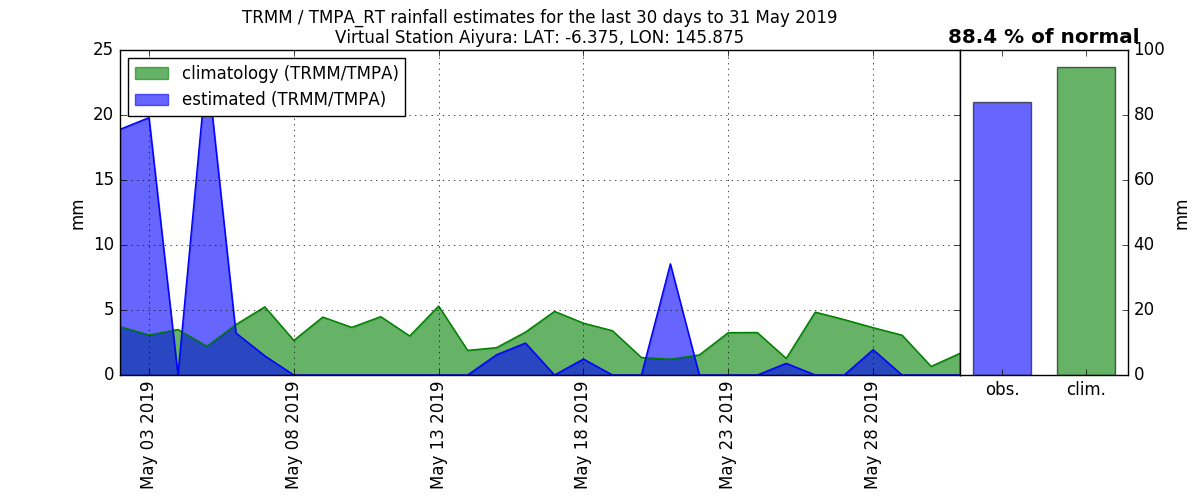 TRMM / TMPA_RT rainfall estimates for the last 30 days to 31 May 2019
Virtual Station Aiyura: LAT: -6.375, LON: 145.875
88.4 % of normal
climatology (TRMM/TMPA)
estimated (TRMM/TMPA)
25
20
15
10
5
0
mm
May 03 2019
May 08 2019
May 13 2019
May 18 2019
May 23 2019
May 28 2019
obs.
clim.
100
80
60
40
20
0
mm